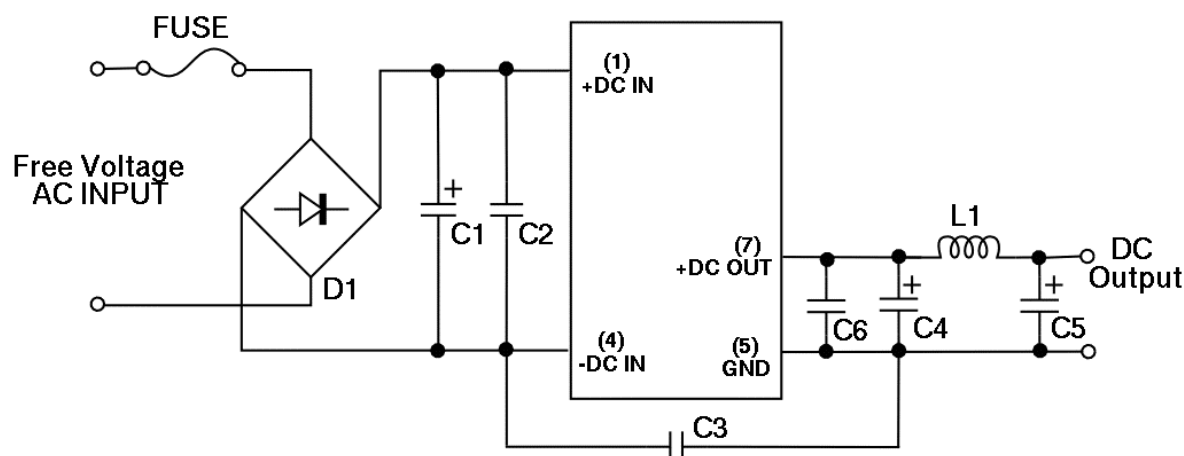 FUSE
Free Voltage
AC INPUT
D1
+
C1
C2
(1)
+DC IN
(4)
-DC IN
(7)
+DC OUT
(5)
GND
C3
C6
+
C4
L1
+
C5
DC
Output